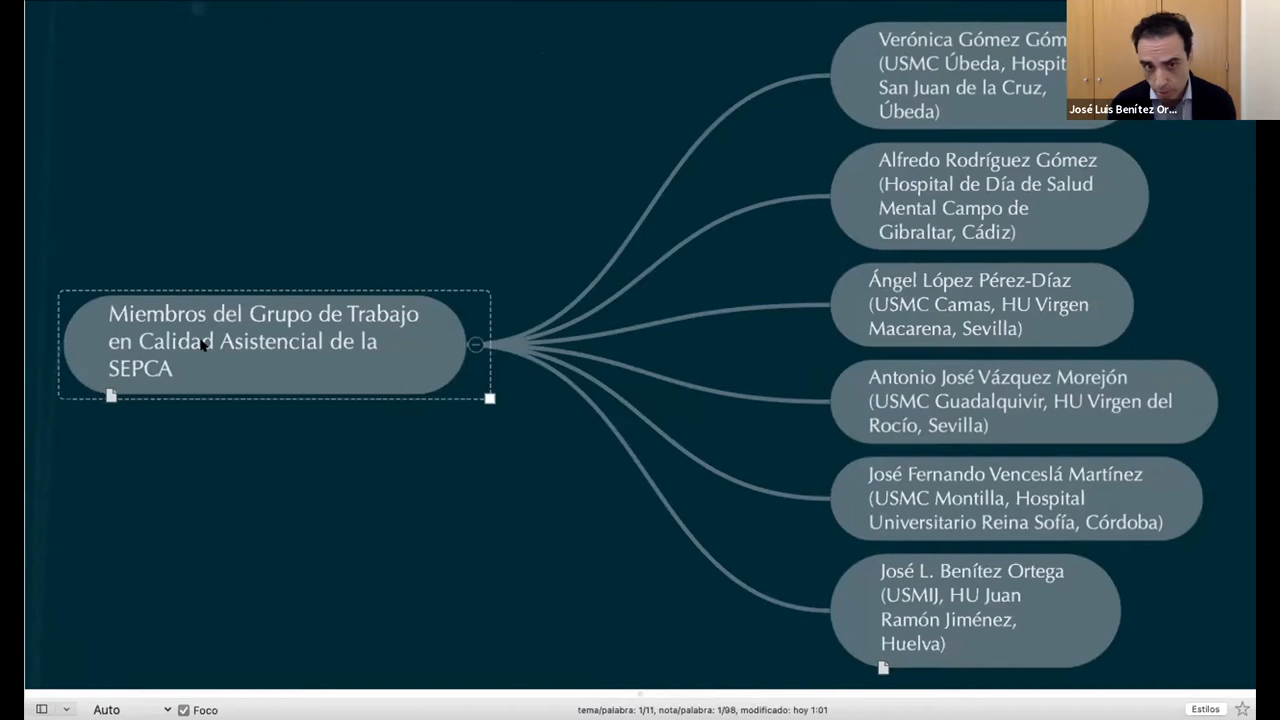 Verónica Gómez
(USMC Úbeda,
San Juan de la Cruz,
Úbeda)
José Luis Benítez Or...
Alfredo Rodríguez Gómez
(Hospital de Día de Salud
Mental Campo de
Gibraltar, Cádiz)
Miembros del Grupo de Trabajo
en Calidad Asistencial de la
SEPCA
Ángel López Pérez-Díaz
(USMC Camas, HU Virgen
Macarena, Sevilla)
Antonio José Vázquez Morejón
(USMC Guadalquivir, HU Virgen del
Rocío, Sevilla)
José Fernando Venceslá Martínez
(USMC Montilla, Hospital
Universitario Reina Sofía, Córdoba)
José L. Benítez Ortega
(USMIJ, HU Juan
Ramón Jiménez,
Huelva)
Auto
Foco
tema/palabra: 1/11, nota/palabra: 1/98, modificado: hoy 1:01
Estilos